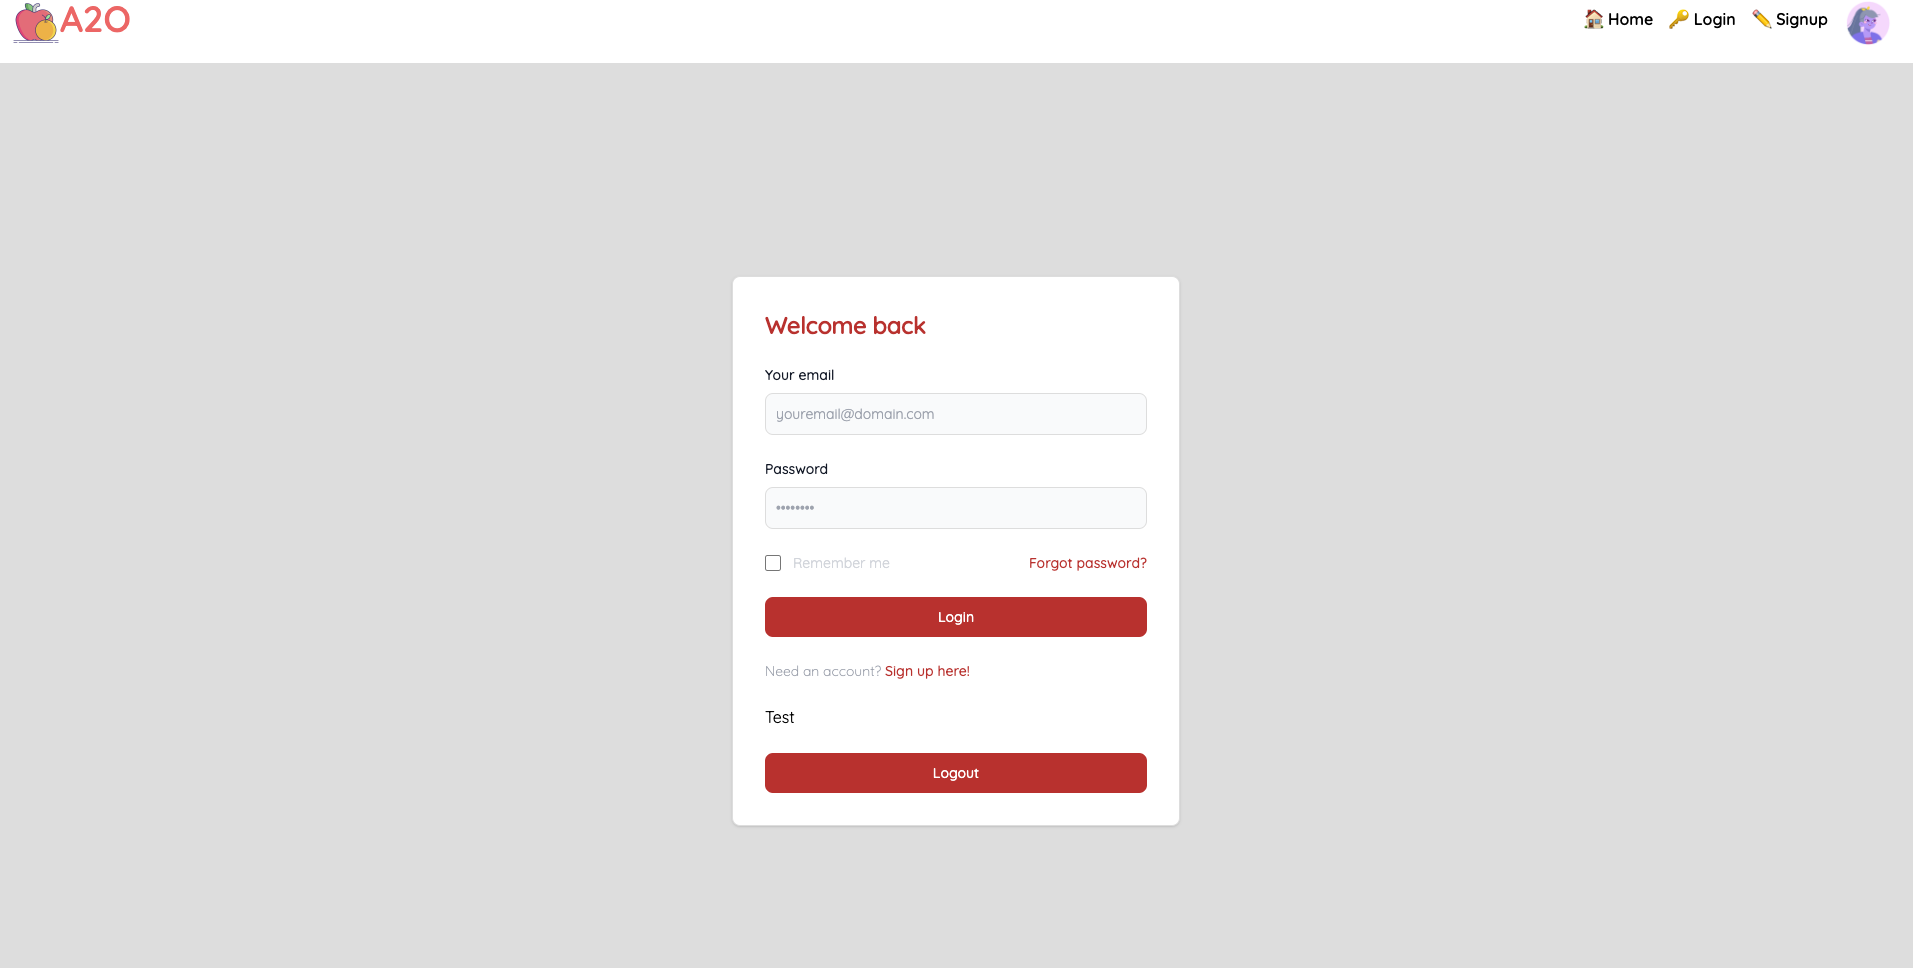 A2O
Home Login Signup
Welcome back
Your email
youremail@domain.com
Password
••••••••
Remember me Forgot password?
Login
Need an account? Sign up here!
Test
Logout